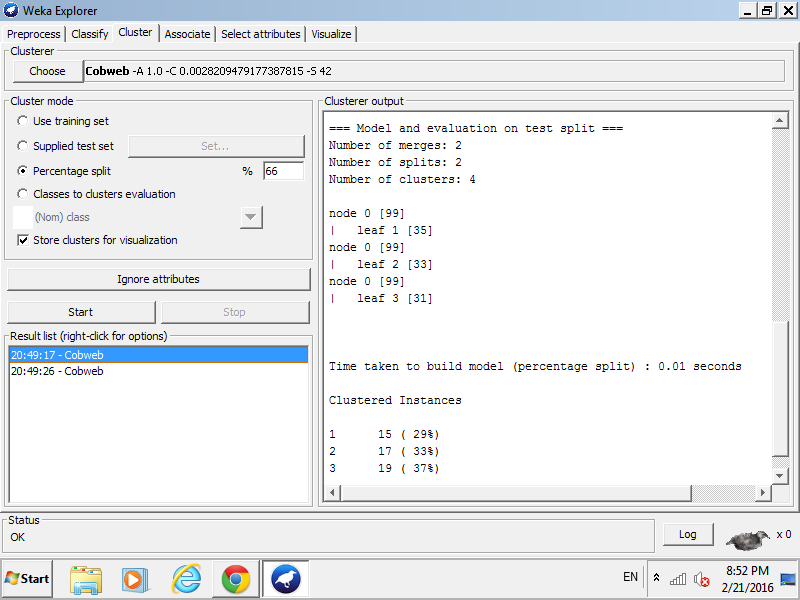 Weka Explorer
Preprocess Classify Cluster Associate Select attributes Visualize
Clusterer
Choose Cobweb -A 1.0 -C 0.0028209479177387815 -S 42
Cluster mode
Use training set
Supplied test set Set...
Percentage split % 66
Classes to clusters evaluation
(Nom) class
Store clusters for visualization
Ignore attributes
Start Stop
Result list (right-click for options)
20:49:17 - Cobweb
20:49:26 - Cobweb
Clusterer output
=== Model and evaluation on test split ===
Number of merges: 2
Number of splits: 2
Number of clusters: 4
node 0 [99]
| leaf 1 [35]
node 0 [99]
| leaf 2 [33]
node 0 [99]
| leaf 3 [31]
Time taken to build model (percentage split) : 0.01 seconds
Clustered Instances
1 15 ( 29%)
2 17 ( 33%)
3 19 ( 37%)
Status
OK
Log x 0
Start EN 8:52 PM
2/21/2016